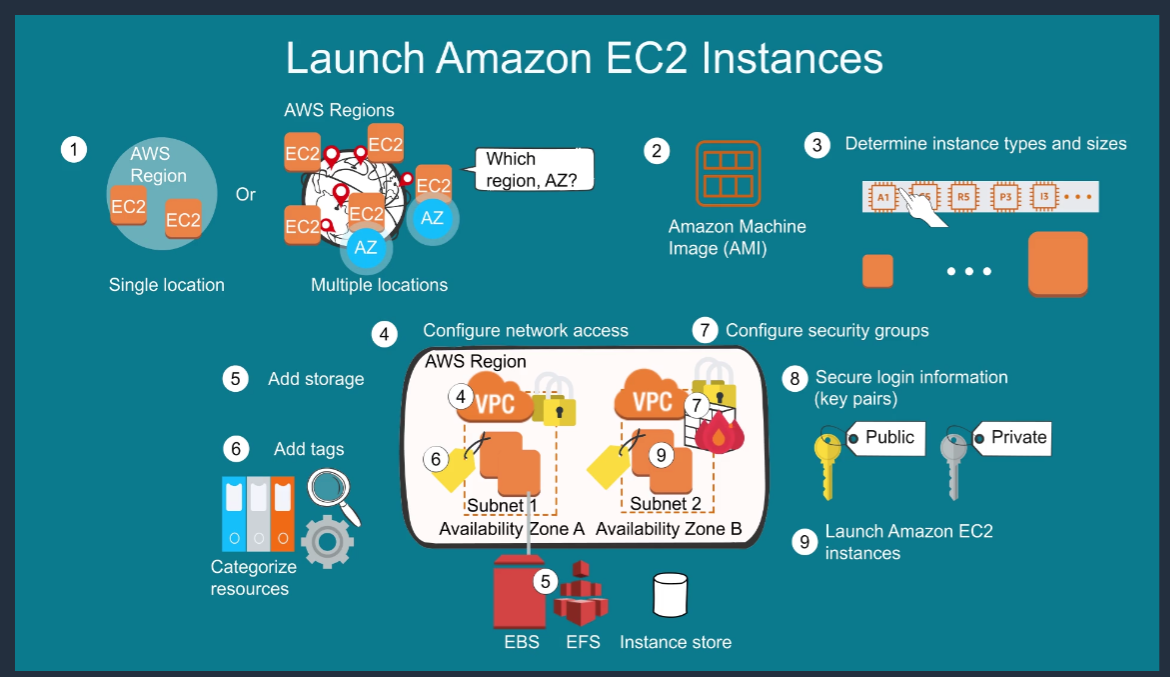 Launch Amazon EC2 Instances
1
AWS
Region
EC2
EC2
Single location
Or
AWS Regions
EC2
EC2
EC2
EC2
EC2
AZ
AZ
Multiple locations
Which
region, AZ?
2
Amazon Machine
Image (AMI)
3
Determine instance types and sizes
A1
R5
P3
I3
4
Configure network access
7
Configure security groups
5
Add storage
6
Add tags
Categorize
resources
AWS Region
4
VPC
6
Subnet 1
Availability Zone A
VPC
7
9
Subnet 2
Availability Zone B
5
EBS
EFS
Instance store
8
Secure login information
(key pairs)
Public
Private
9
Launch Amazon EC2
instances